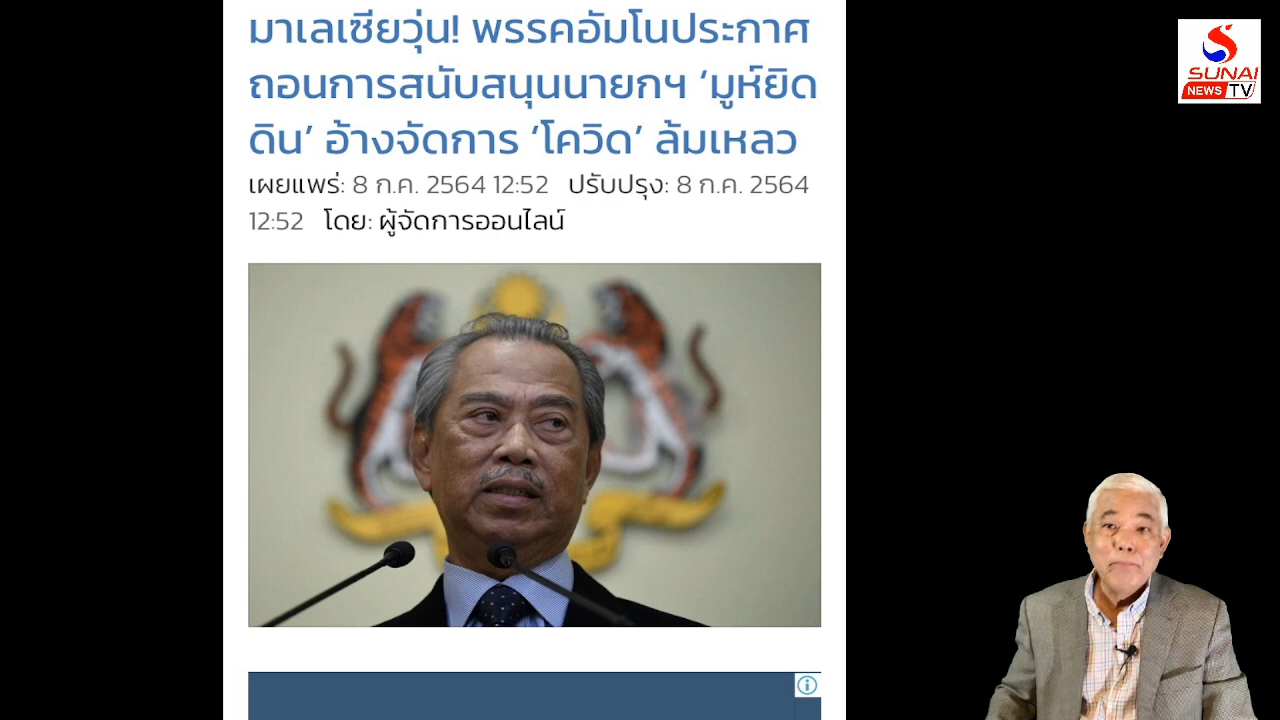 มาเลเซียวุ่น! พรรคอัมโนประกาศ
ถอนการสนับสนุนนายกฯ ‘มูห์ยิด
ดิน’ อ้างจัดการ ‘โควิด’ ล้มเหลว
เผยแพร่: 8 ก.ค. 2564 12:52 ปรับปรุง: 8 ก.ค. 2564
12:52 โดย: ผู้จัดการออนไลน์
SUNAI
NEWS TV